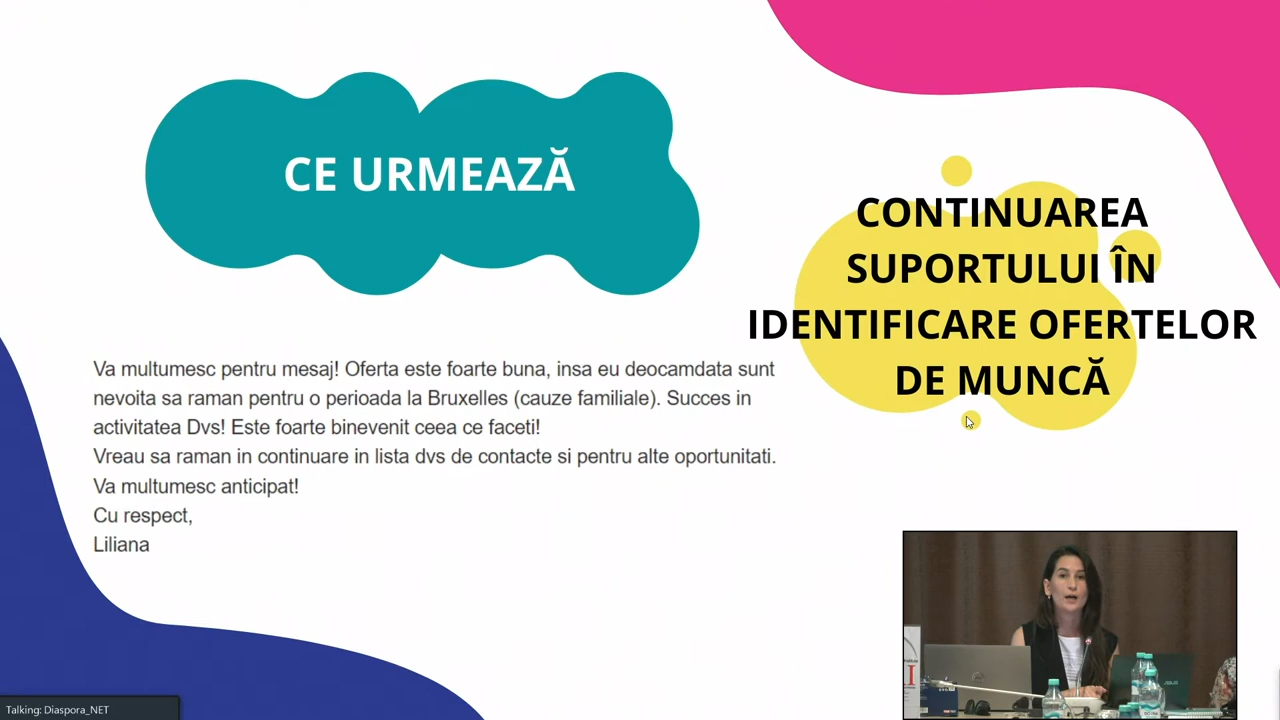 CE URMEAZĂ
CONTINUAREA
SUPORTULUI ÎN
IDENTIFICARE OFERTELOR
DE MUNCĂ
Va multumesc pentru mesaj! Oferta este foarte buna, insa eu deocamdata sunt
nevoita sa raman pentru o perioada la Bruxelles (cauze familiale). Succes in
activitatea Dvs! Este foarte binevenit ceea ce faceti!
Vreau sa raman in continuare in lista dvs de contacte si pentru alte oportunitati.
Va multumesc anticipat!
Cu respect,
Liliana
Talking: Diaspora_NET